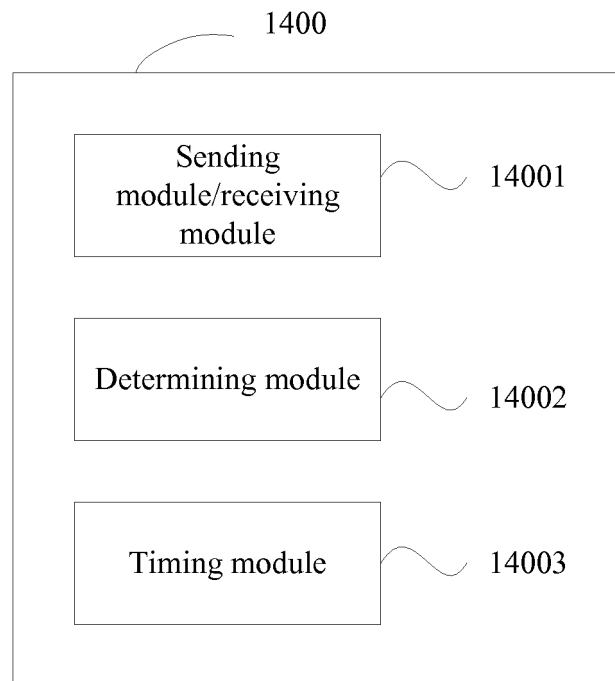 1400
Sending
module/receiving
module
14001
Determining module
14002
Timing module
14003